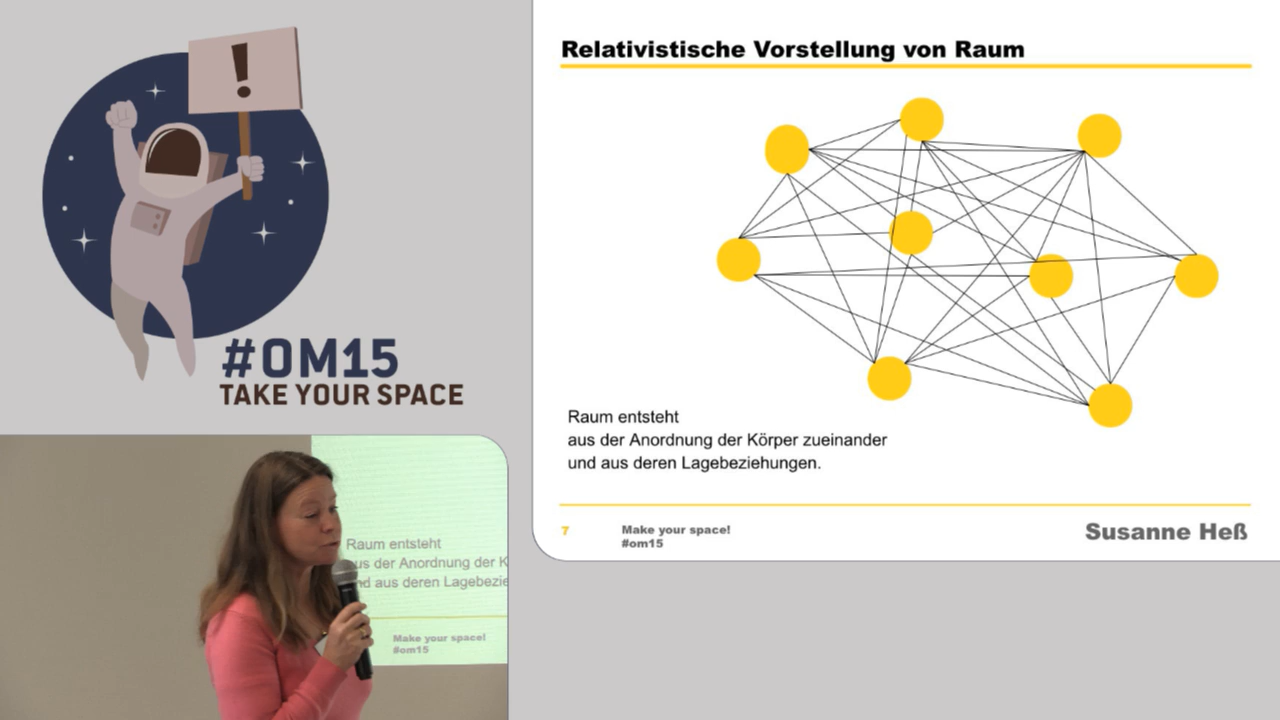 !
#OM15
TAKE YOUR SPACE
Relativistische Vorstellung von Raum
Raum entsteht
aus der Anordnung der Körper zueinander
und aus deren Lagebeziehungen.
7
Make your space!
#om15
Susanne Heß
Raum entsteht
us der Anordnung der K
nd aus deren Lagebezie
Make your space!
#om15